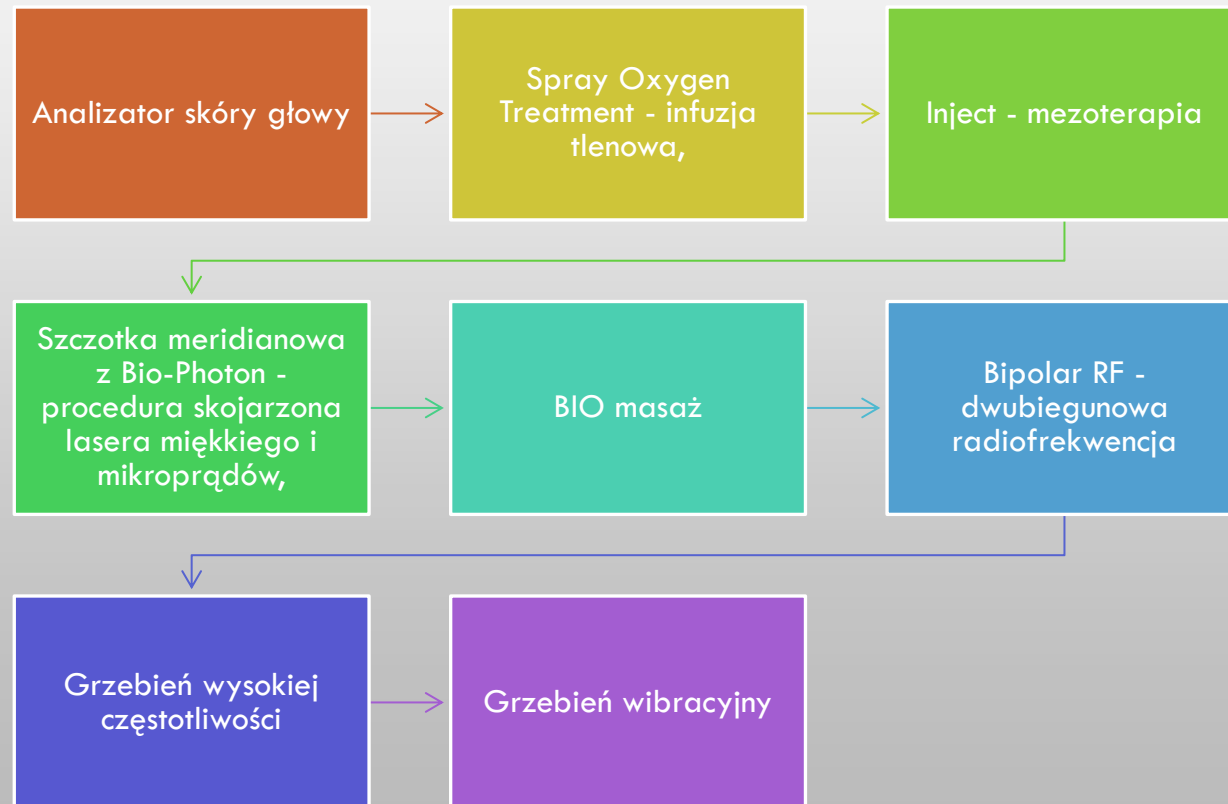 Analizator skóry głowy
Spray Oxygen
Treatment - infuzja
tlenowa,
Inject - mezoterapia
Szczotka meridianowa
z Bio-Photon -
procedura skojarzona
lasera miękkiego i
mikroprądów,
BIO masaż
Bipolar RF -
dwubiegunowa
radiofrekwencja
Grzebień wysokiej
częstotliwości
Grzebień wibracyjny